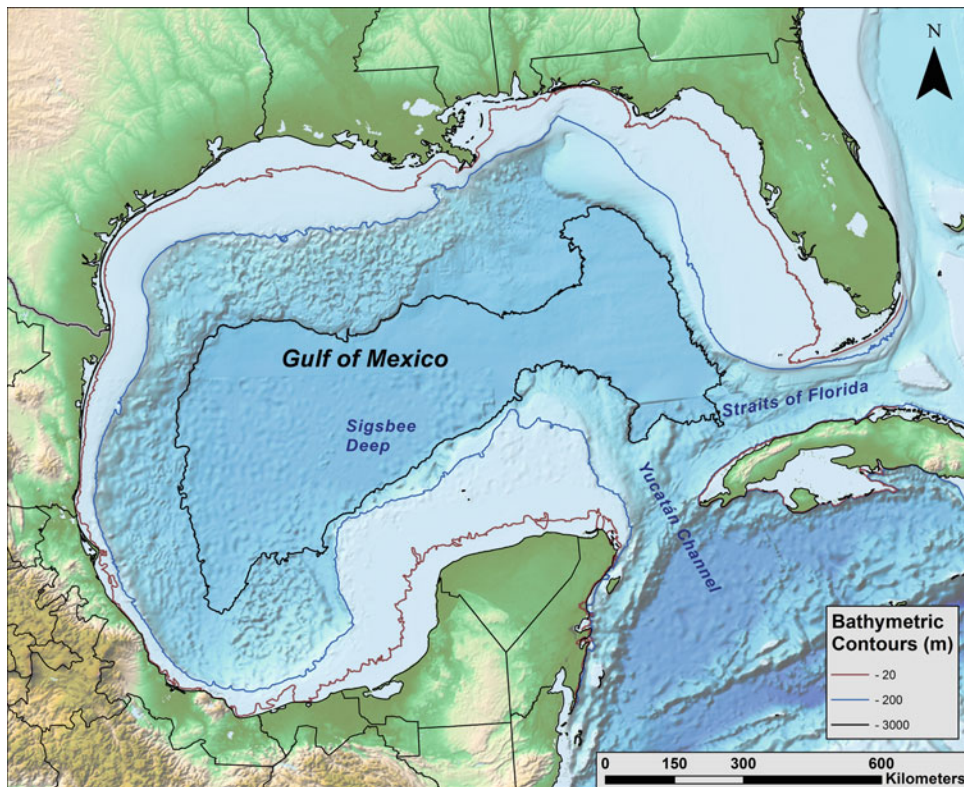 N
Gulf of Mexico
Sigsbee
Deep
Straits of Florida
Yucatán Channel
Bathymetric
Contours (m)
- 20
- 200
- 3000
0 150 300 600
Kilometers